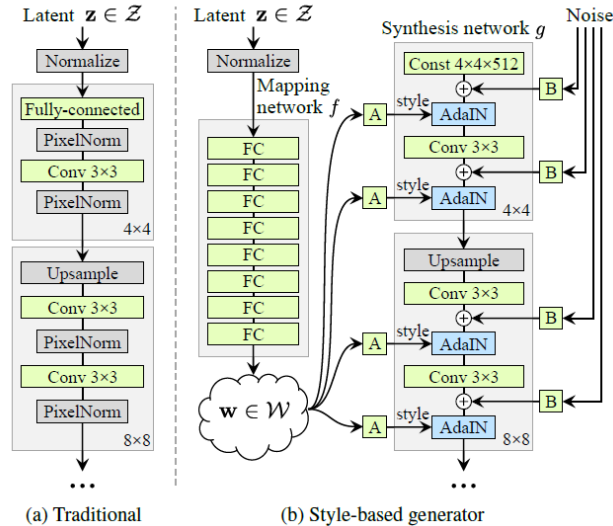 Latent z ∈ Z
Normalize
Fully-connected
PixelNorm
Conv 3×3
PixelNorm
4×4
Upsample
Conv 3×3
PixelNorm
Conv 3×3
PixelNorm
8×8
...
(a) Traditional
Latent z ∈ Z
Normalize
Mapping
network f
FC
FC
FC
FC
FC
FC
FC
FC
w ∈ W
Synthesis network g
Noise
Const 4×4×512
B
A
style
AdaIN
Conv 3×3
B
A
style
AdaIN
4×4
Upsample
Conv 3×3
B
A
style
AdaIN
Conv 3×3
B
A
style
AdaIN
8×8
...
(b) Style-based generator